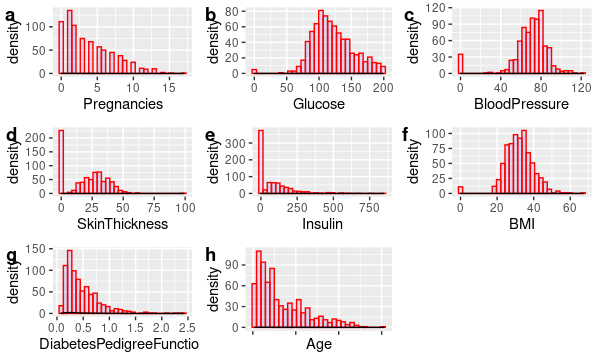 a b c
density density density
100 50 0
80 60 40 20 0
120 90 60 30 0
0 5 10 15
0 50 100 150 200
0 40 80 120
Pregnancies Glucose BloodPressure
d e f
density density density
200 150 100 50 0
300 200 100 0
100 75 50 25 0
0 25 50 75 100
0 250 500 750
0 20 40 60
SkinThickness Insulin BMI
g h
density density
150 100 50 0
90 60 30 0
0.0 0.5 1.0 1.5 2.0 2.5
DiabetesPedigreeFunctio Age